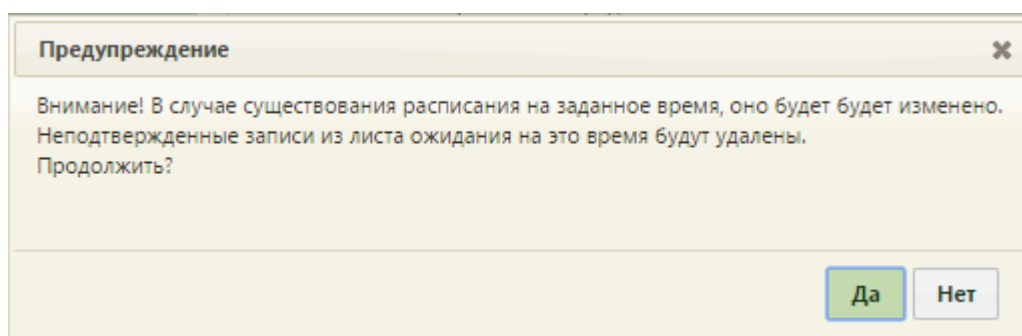 Предупреждение
Внимание! В случае существования расписания на заданное время, оно будет будет изменено.
Неподтвержденные записи из листа ожидания на это время будут удалены.
Продолжить?
Да Нет